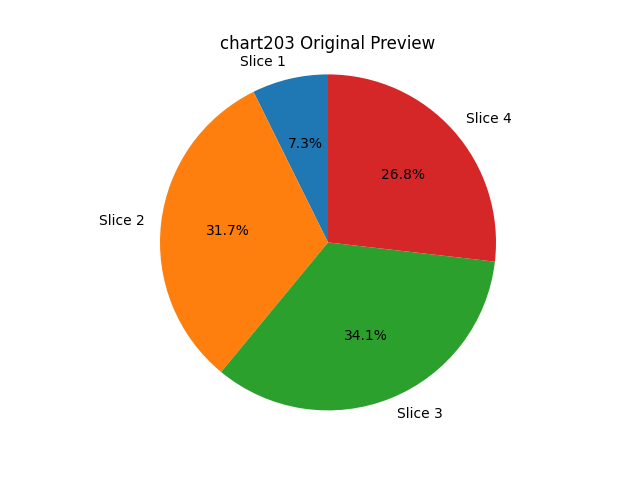 chart203 Original Preview
Slice 1
7.3%
Slice 4
26.8%
Slice 2
31.7%
34.1%
Slice 3